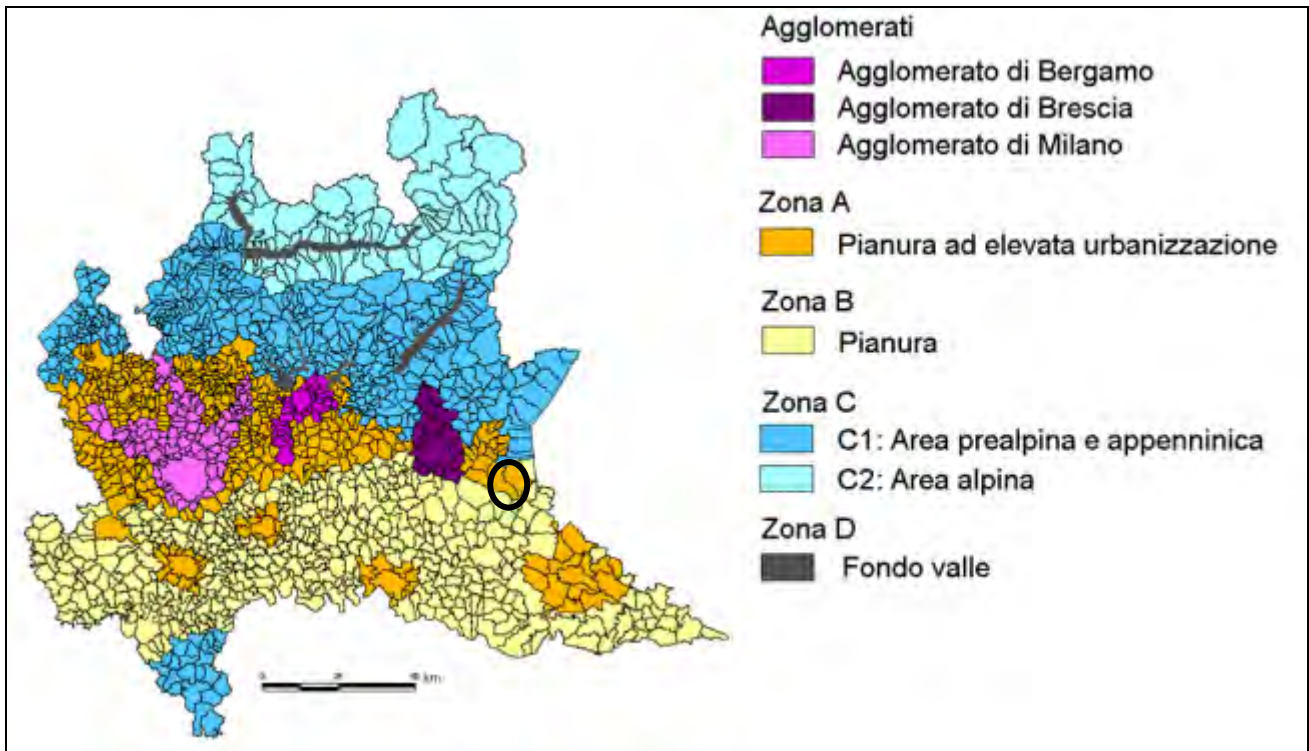 Agglomerati
Agglomerato di Bergamo
Agglomerato di Brescia
Agglomerato di Milano
Zona A
Pianura ad elevata urbanizzazione
Zona B
Pianura
Zona C
C1: Area prealpina e appenninica
C2: Area alpina
Zona D
Fondo valle
km